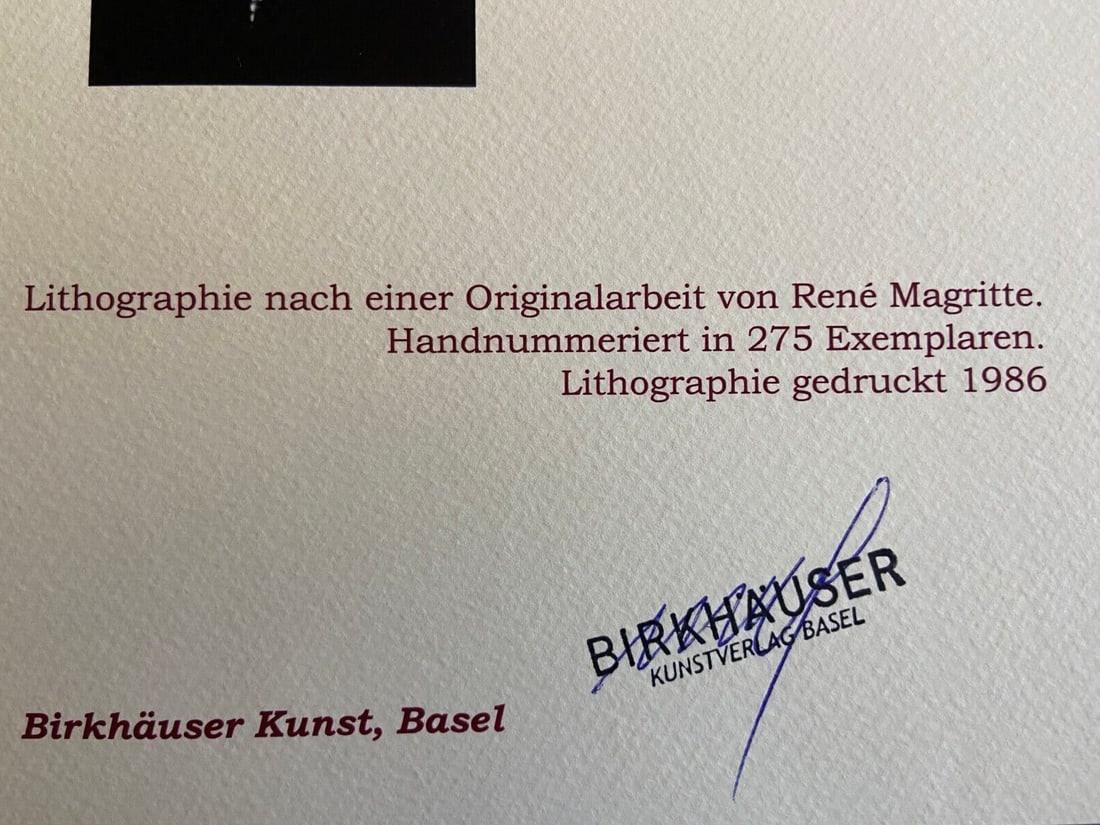 Lithographie nach einer Originalarbeit von René Magritte.
Handnummeriert in 275 Exemplaren.
Lithographie gedruckt 1986
BIRKHÄUSER
KUNSTVERLAG BASEL
Birkhäuser Kunst, Basel